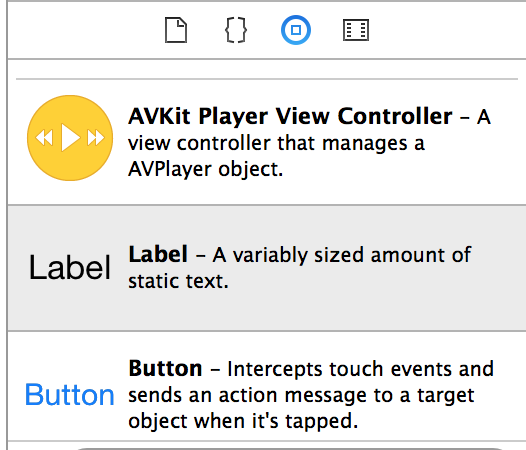 AVKit Player View Controller – A
view controller that manages a
AVPlayer object.
Label
Label – A variably sized amount of
static text.
Button
Button – Intercepts touch events and
sends an action message to a target
object when it's tapped.